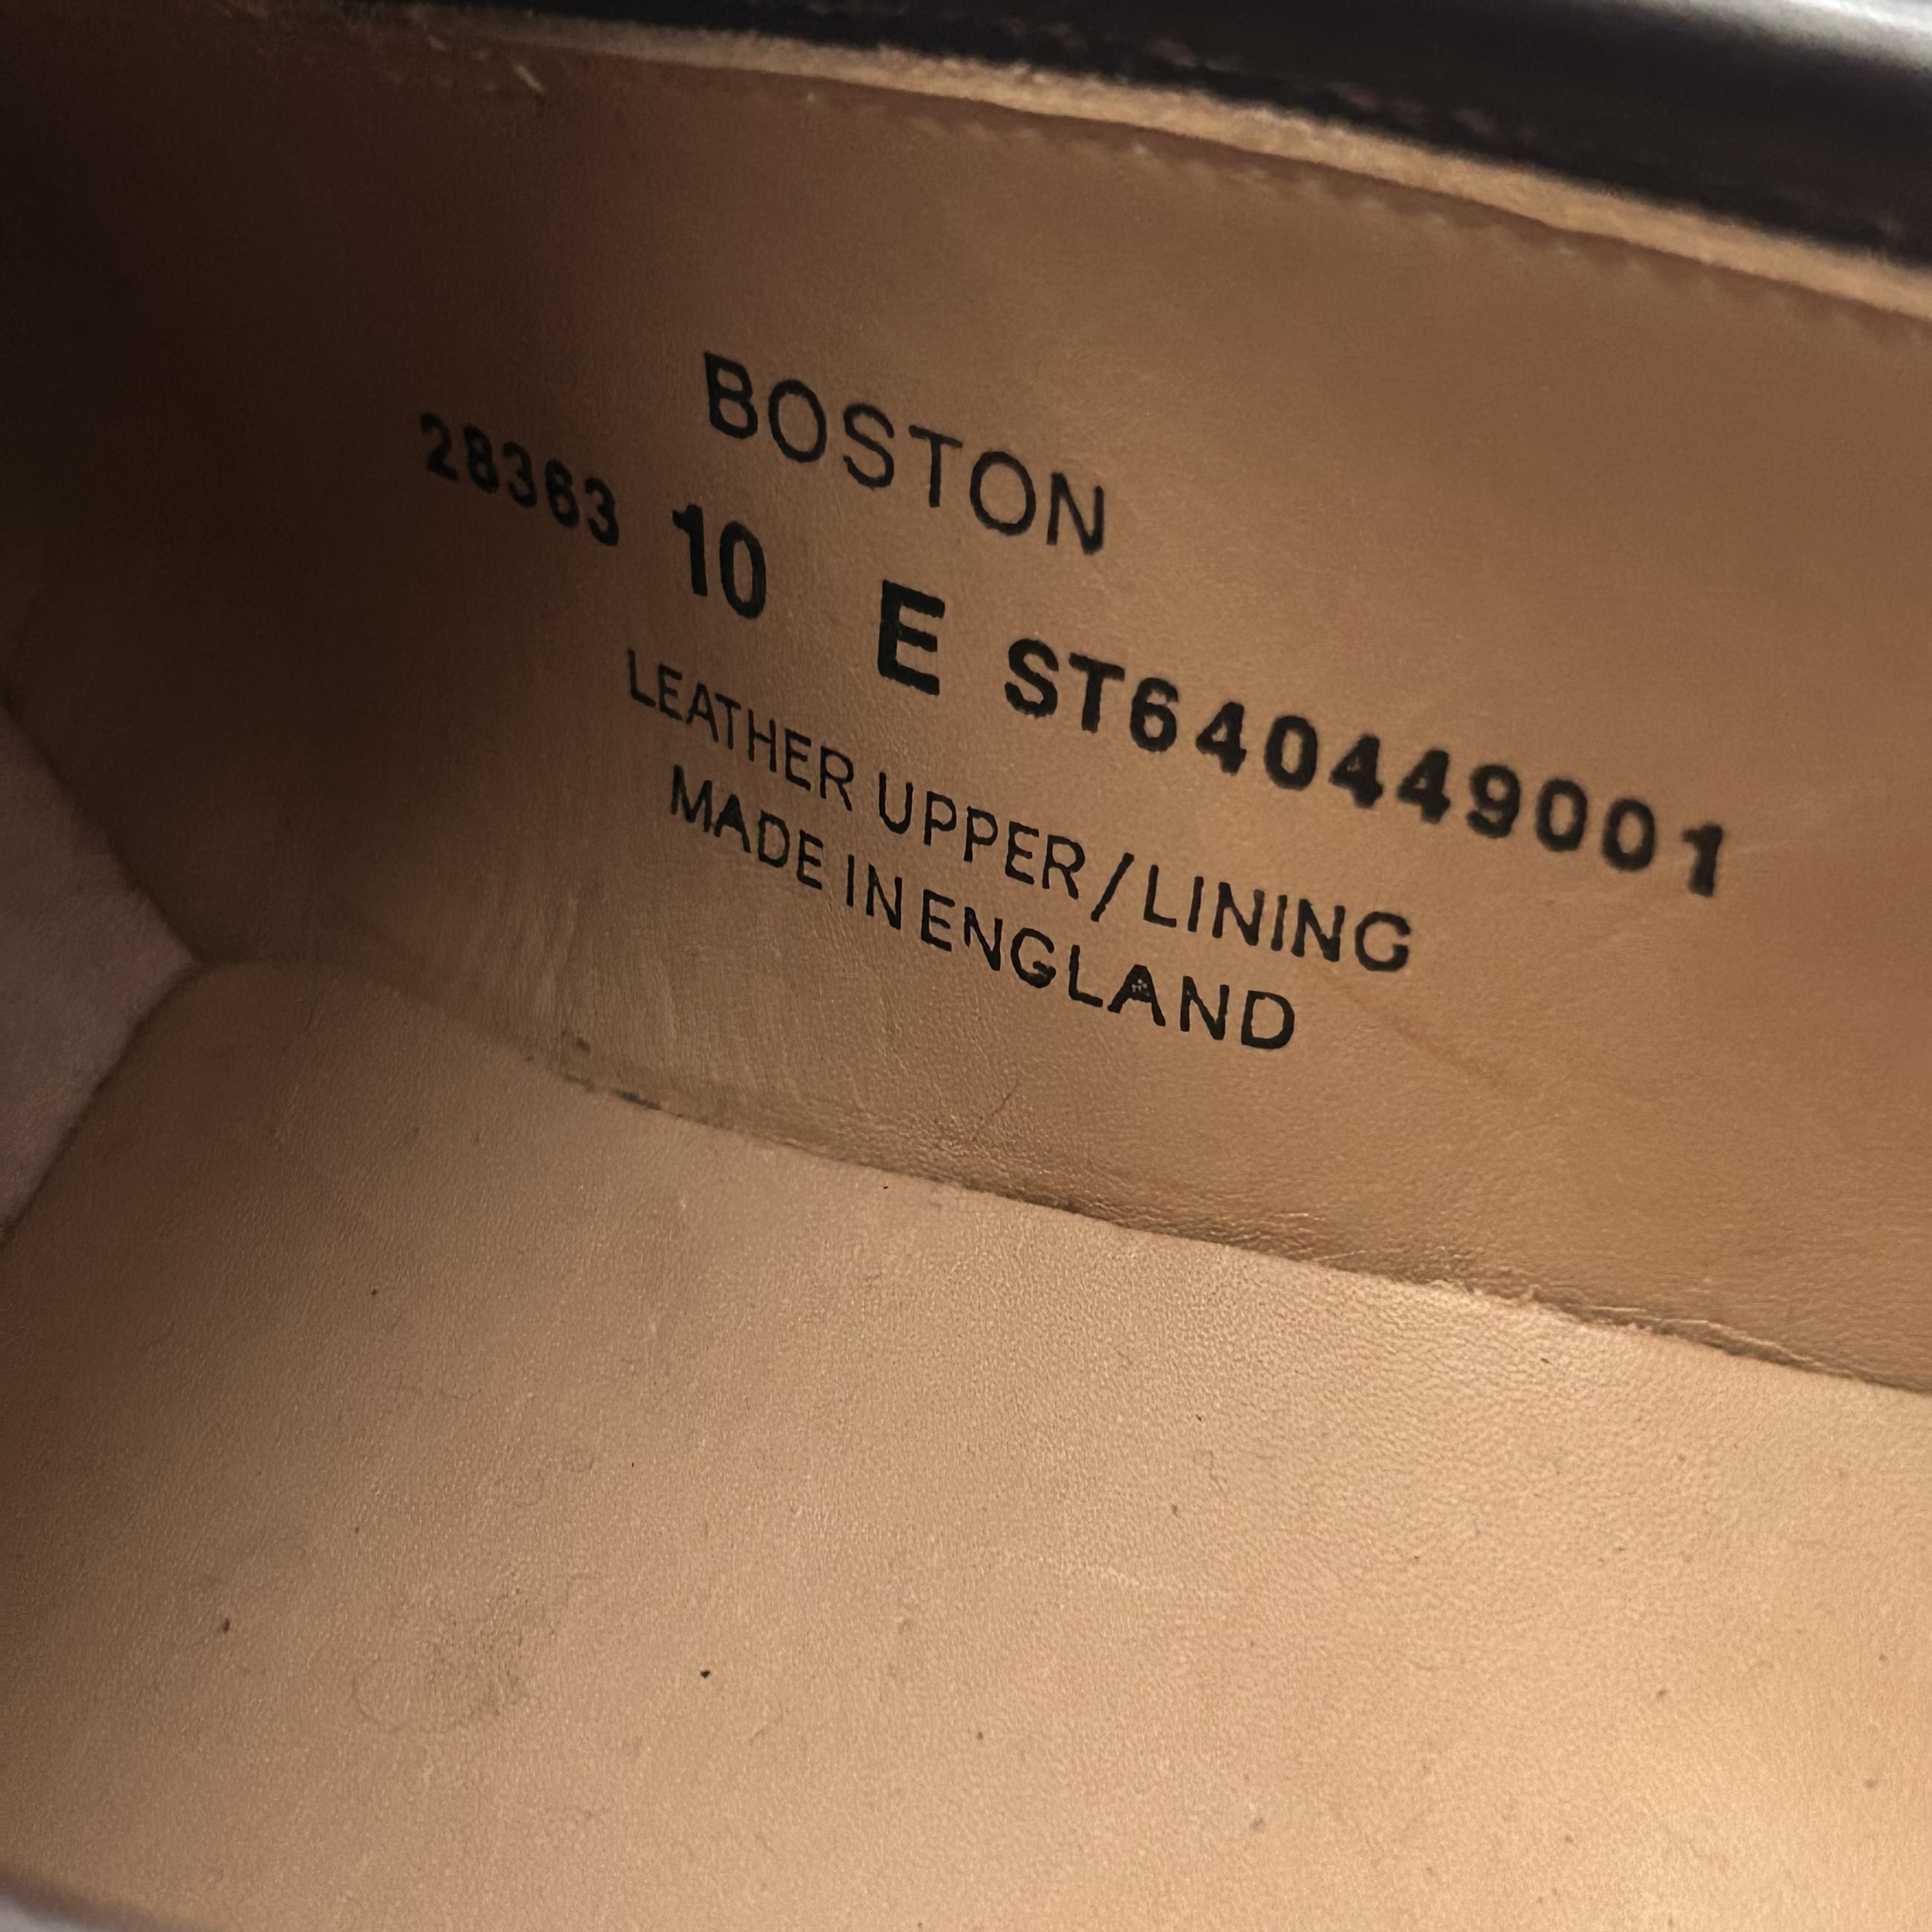 BOSTON
28363 10 E ST640449001
LEATHER UPPER/LINING
MADE IN ENGLAND